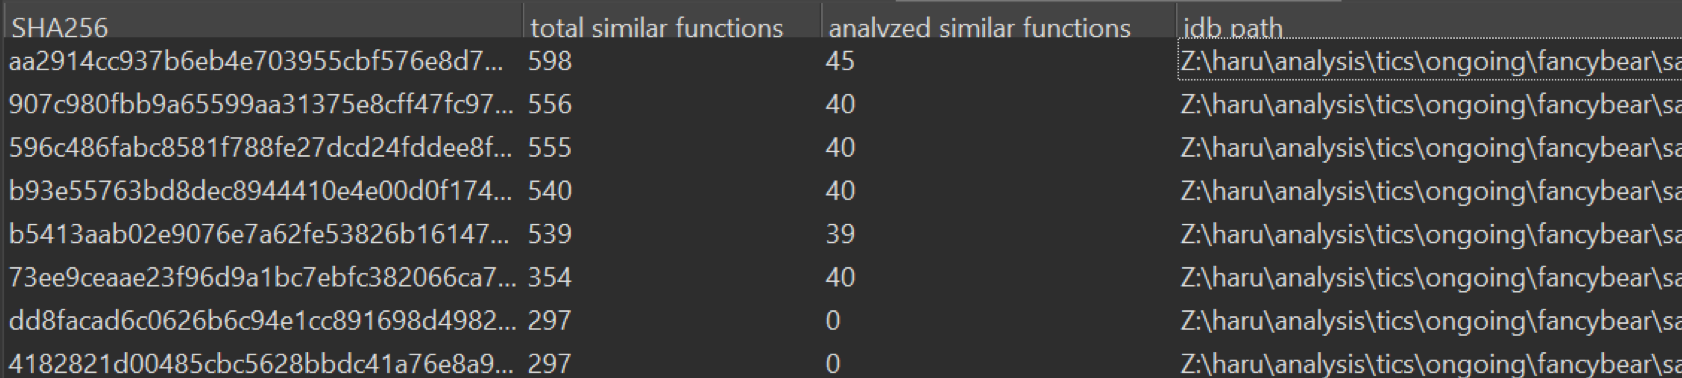 SHA256 total similar functions analyzed similar functions idb path
aa2914cc937b6eb4e703955cbf576e8d7... 598 45 Z:\haru\analysis\tics\ongoing\fancybear\sa
907c980fbb9a65599aa31375e8cff47fc97... 556 40 Z:\haru\analysis\tics\ongoing\fancybear\sa
596c486fabc8581f788fe27dcd24fddee8f... 555 40 Z:\haru\analysis\tics\ongoing\fancybear\sa
b93e55763bd8dec8944410e4e00d0f174... 540 40 Z:\haru\analysis\tics\ongoing\fancybear\sa
b5413aab02e9076e7a62fe53826b16147... 539 39 Z:\haru\analysis\tics\ongoing\fancybear\sa
73ee9ceaae23f96d9a1bc7ebfc382066ca7... 354 40 Z:\haru\analysis\tics\ongoing\fancybear\sa
dd8facad6c0626b6c94e1cc891698d4982... 297 0 Z:\haru\analysis\tics\ongoing\fancybear\sa
4182821d00485cbc5628bbdc41a76e8a9... 297 0 Z:\haru\analysis\tics\ongoing\fancybear\sa